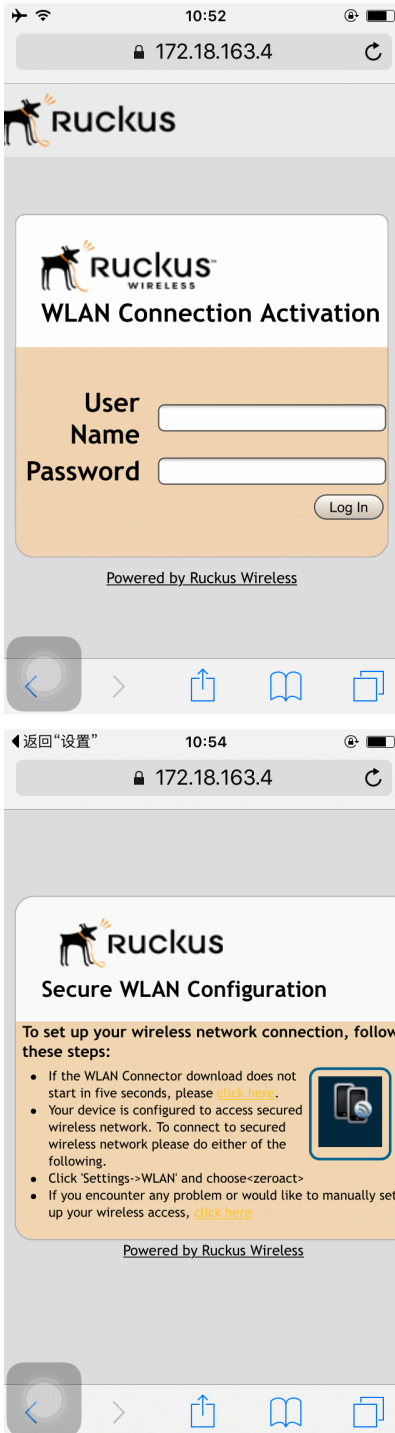 10:52
172.18.163.4
Ruckus
Ruckus™
WIRELESS
WLAN Connection Activation
User
Name
Password
Log In
Powered by Ruckus Wireless
返回“设置”
10:54
172.18.163.4
Ruckus
Secure WLAN Configuration
To set up your wireless network connection, follow
these steps:
If the WLAN Connector download does not
start in five seconds, please click here.
Your device is configured to access secured
wireless network. To connect to secured
wireless network please do either of the
following.
Click 'Settings->WLAN' and choose<zeroact>
If you encounter any problem or would like to manually set
up your wireless access, click here
Powered by Ruckus Wireless